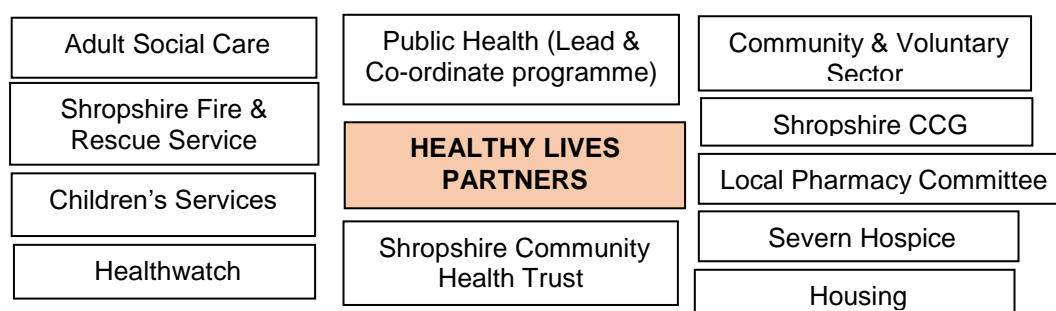 Adult Social Care
Shropshire Fire &
Rescue Service
Children's Services
Healthwatch
Public Health (Lead &
Co-ordinate programme)
HEALTHY LIVES
PARTNERS
Shropshire Community
Health Trust
Community & Voluntary
Sector
Shropshire CCG
Local Pharmacy Committee
Severn Hospice
Housing